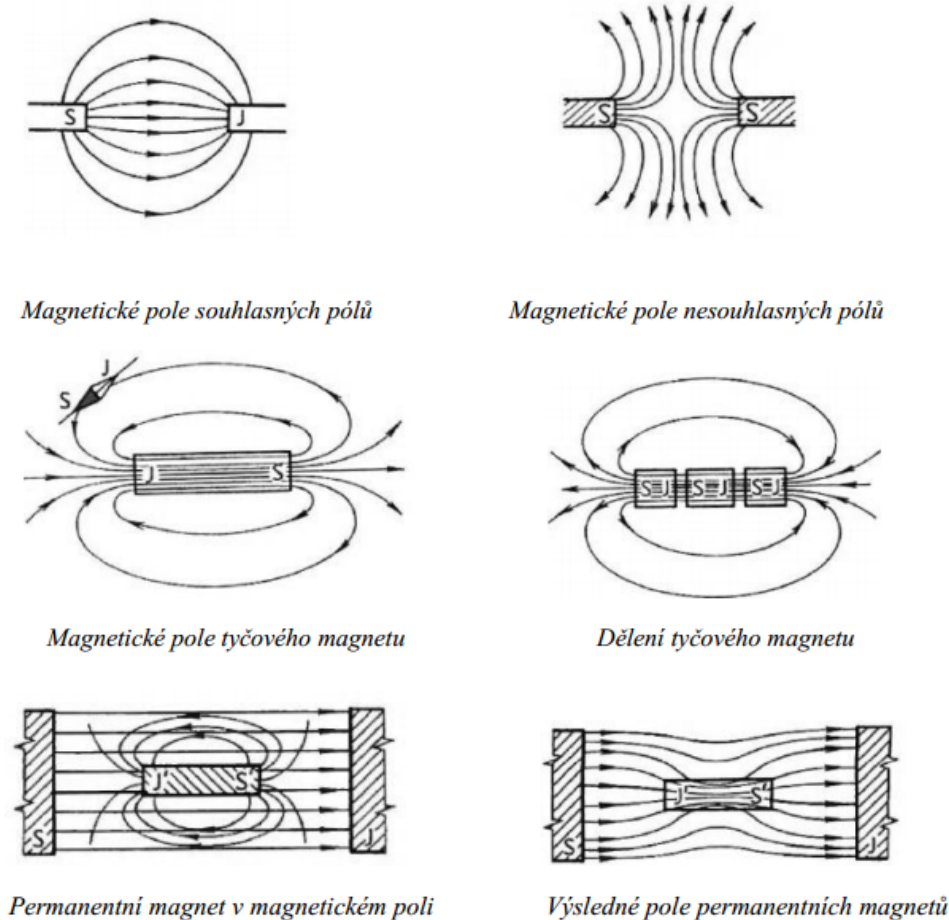 S J
S S
Magnetické pole souhlasných pólů
Magnetické pole nesouhlasných pólů
J
S
J S
S J S J S J
Magnetické pole tyčového magnetu
Dělení tyčového magnetu
J' S'
S J
J' S'
S J
Permanentní magnet v magnetickém poli
Výsledné pole permanentních magnetů